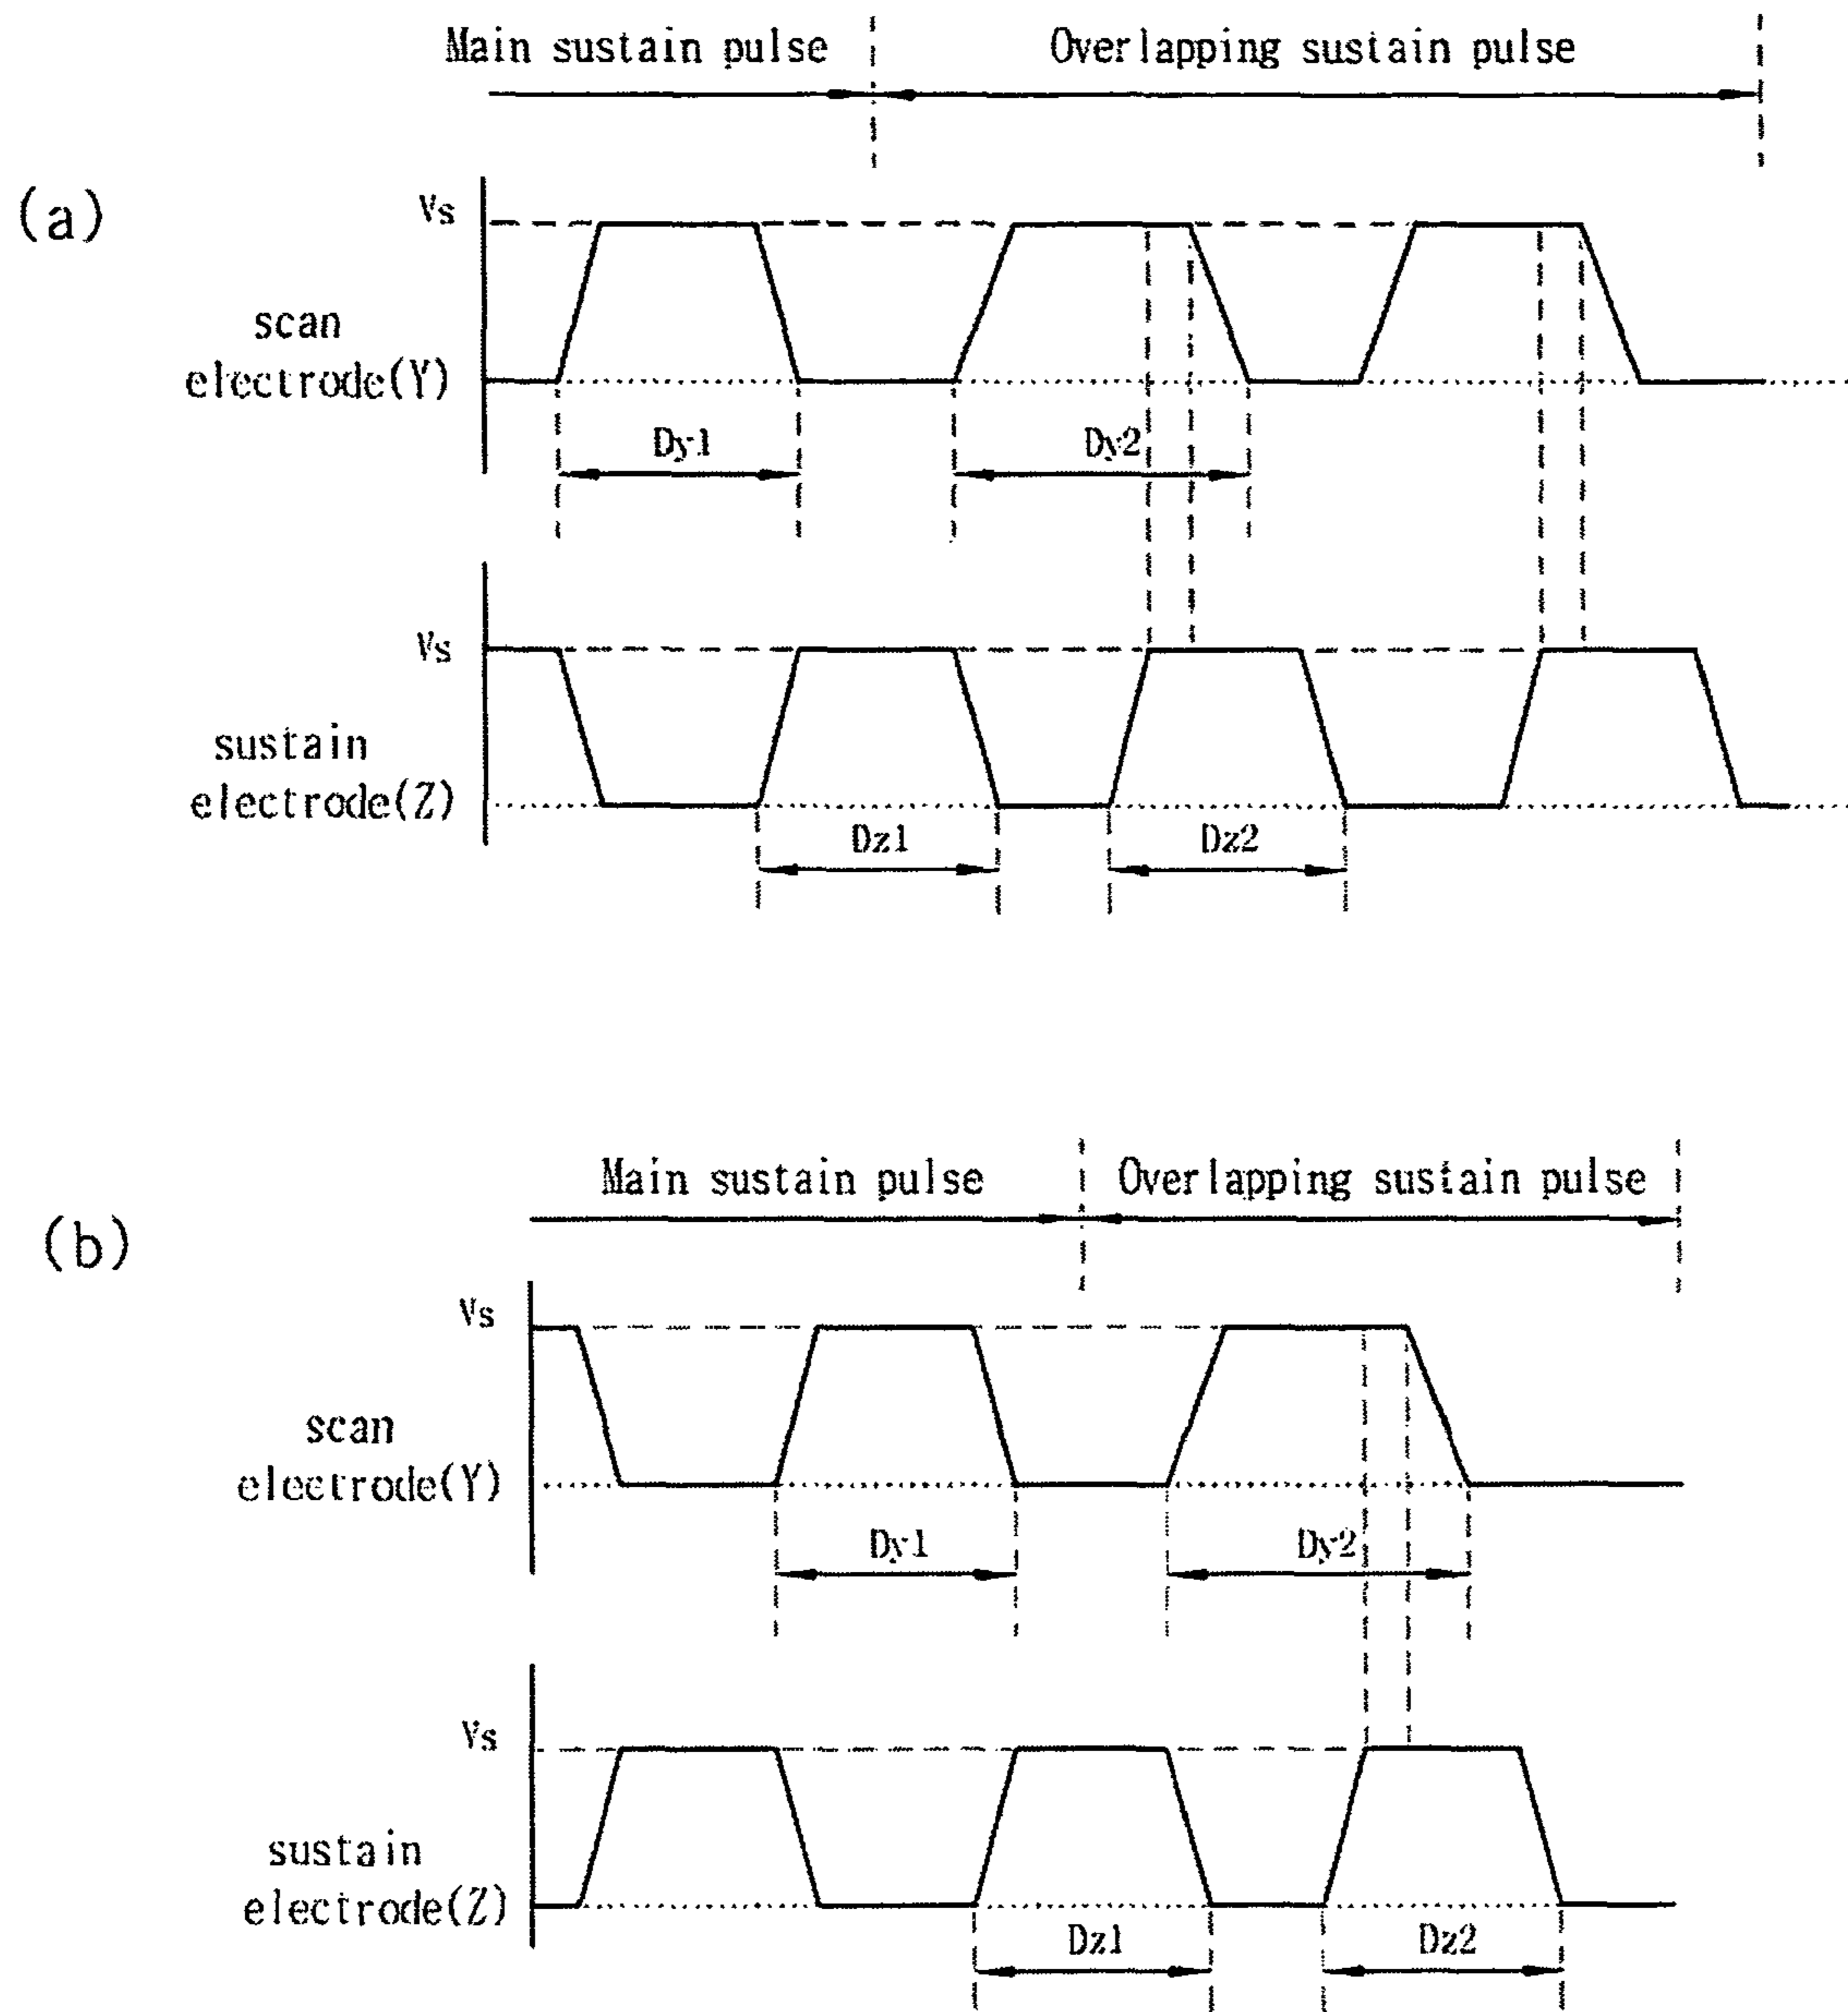 Main sustain pulse Overlapping sustain pulse
(a)
Vs
scan
electrode(Y)
Dy1 Dy2
Vs
sustain
electrode(Z)
Dz1 Dz2
Main sustain pulse Overlapping sustain pulse
(b)
Vs
scan
electrode(Y)
Dy1 Dy2
Vs
sustain
electrode(Z)
Dz1 Dz2